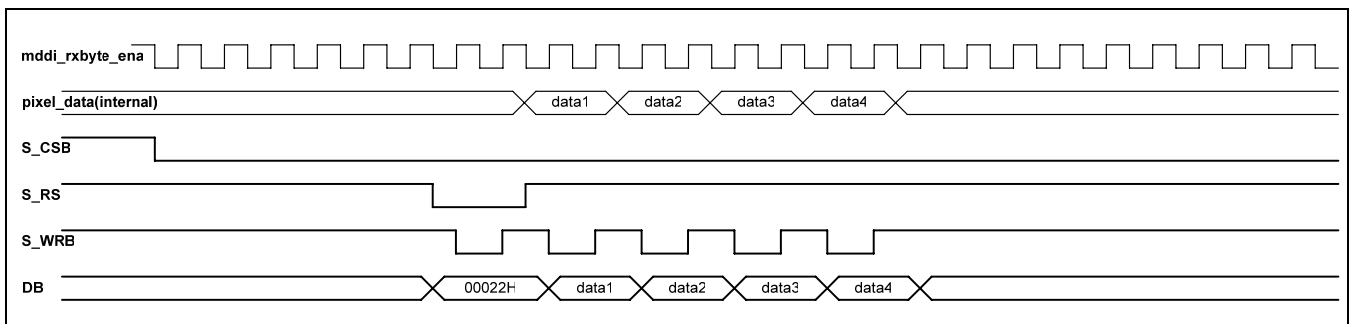 mddi_rxbyte_ena
pixel_data(internal) data1 data2 data3 data4
S_CSB
S_RS
S_WRB
DB 00022H data1 data2 data3 data4